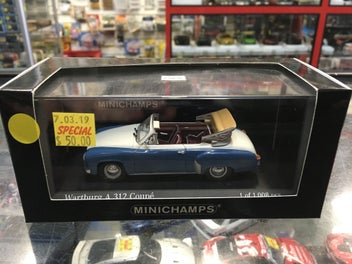 MINICHAMPS
7.03.19
SPECIAL
$50.00
Wartburg A 312 Coupé
1 of 1.008 pcs.
MINICHAMPS